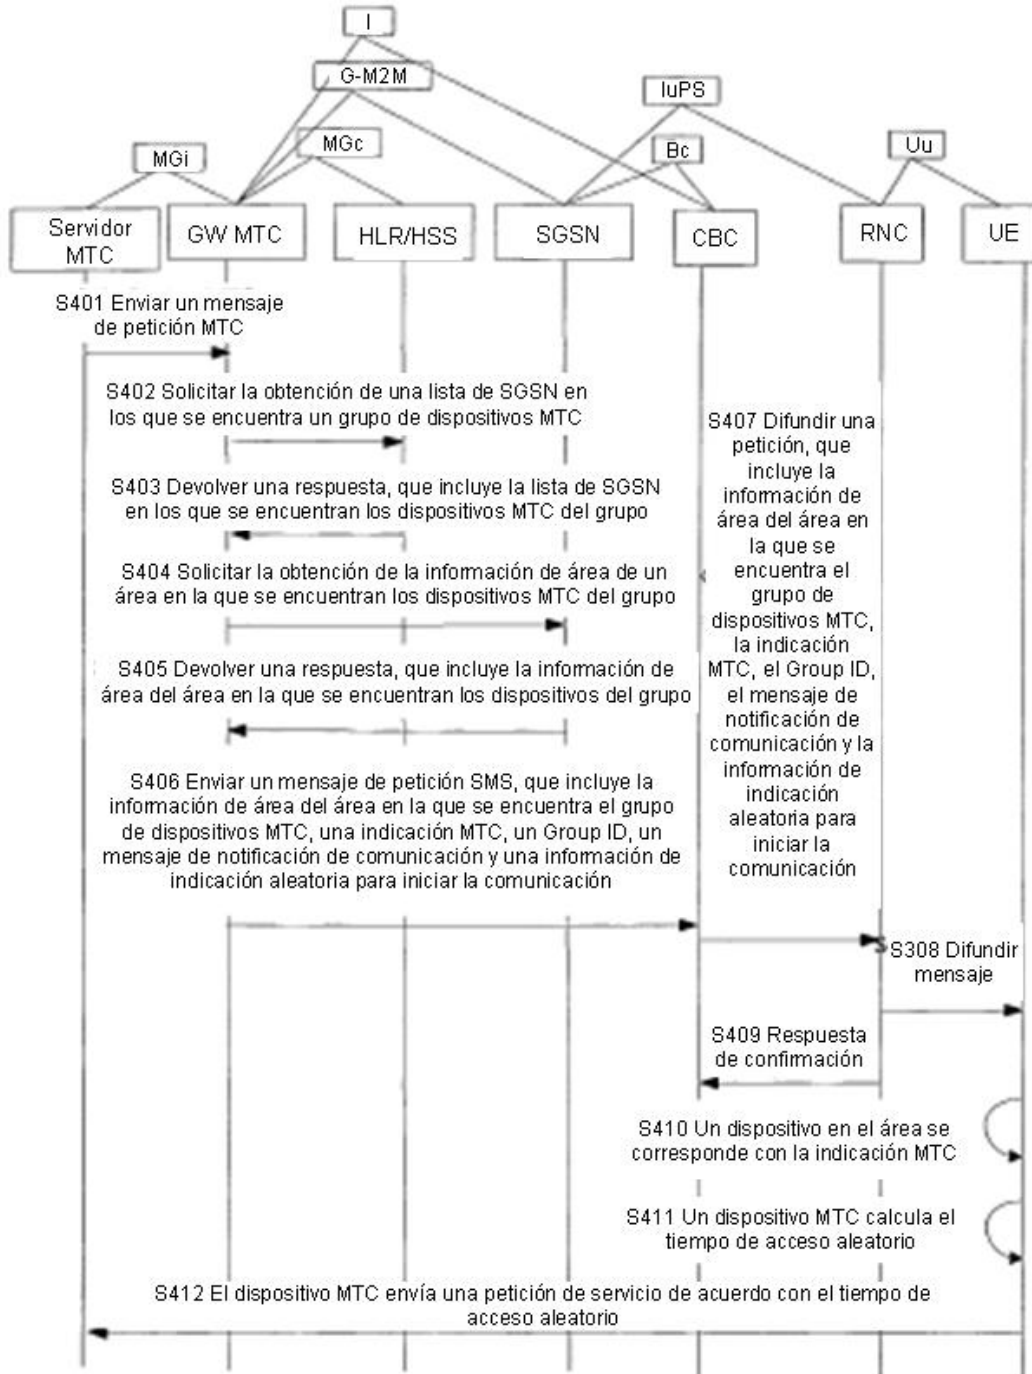 I
G-M2M
IuPS
MGc
Bc
Uu
MGi
Servidor
MTC
GW MTC
HLR/HSS
SGSN
CBC
RNC
UE
S401 Enviar un mensaje
de petición MTC
S402 Solicitar la obtención de una lista de SGSN en
los que se encuentra un grupo de dispositivos MTC
S403 Devolver una respuesta, que incluye la lista de SGSN
en los que se encuentran los dispositivos MTC del grupo
S404 Solicitar la obtención de la información de área de un
área en la que se encuentran los dispositivos MTC del grupo
S405 Devolver una respuesta, que incluye la información de
área del área en la que se encuentran los dispositivos del grupo
S406 Enviar un mensaje de petición SMS, que incluye la
información de área del área en la que se encuentra el grupo
de dispositivos MTC, una indicación MTC, un Group ID, un
mensaje de notificación de comunicación y una información de
indicación aleatoria para iniciar la comunicación
S407 Difundir una
petición, que
incluye la
información de
área del área en
la que se
encuentra el
grupo de
dispositivos MTC,
la indicación
MTC, el Group ID,
el mensaje de
notificación de
comunicación y la
información de
indicación
aleatoria para
iniciar la
comunicación
S308 Difundir
mensaje
S409 Respuesta
de confirmación
S410 Un dispositivo en el área se
corresponde con la indicación MTC
S411 Un dispositivo MTC calcula el
tiempo de acceso aleatorio
S412 El dispositivo MTC envía una petición de servicio de acuerdo con el tiempo de
acceso aleatorio